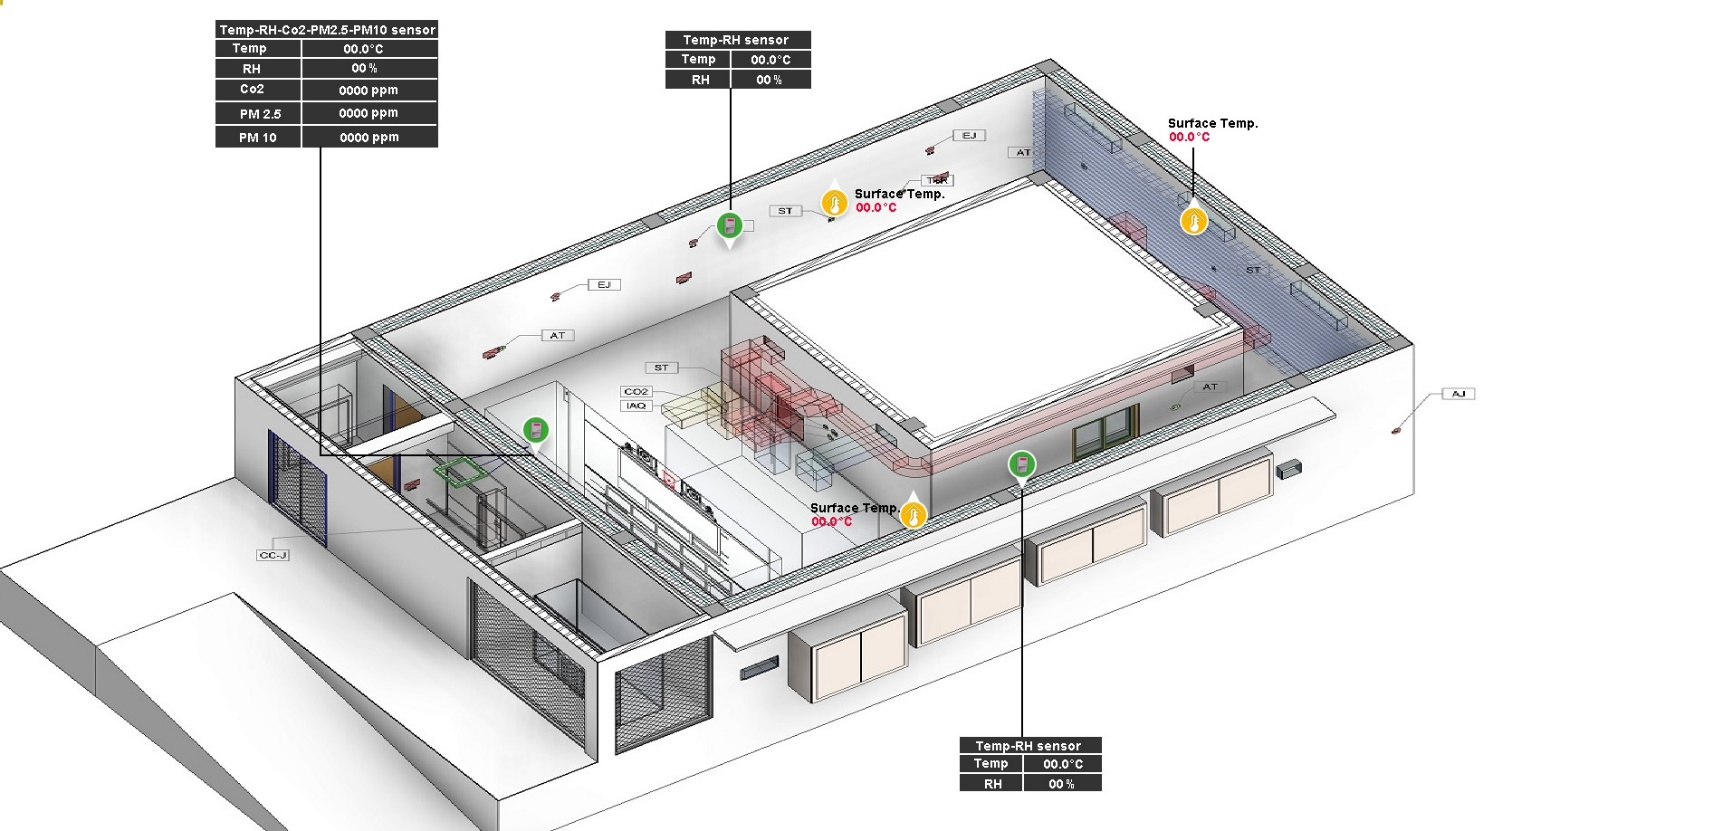 Temp-RH-Co2-PM2.5-PM10 sensor
Temp 00.0°C
RH 00 %
Co2 0000 ppm
PM 2.5 0000 ppm
PM 10 0000 ppm
Temp-RH sensor
Temp 00.0°C
RH 00 %
Surface Temp.
00.0°C
EJ
AT
Surface Temp.
00.0°C
ST
ST
EJ
AT
ST
CO2
IAQ
AT
AJ
Surface Temp.
00.0°C
CC-J
Temp-RH sensor
Temp 00.0°C
RH 00 %